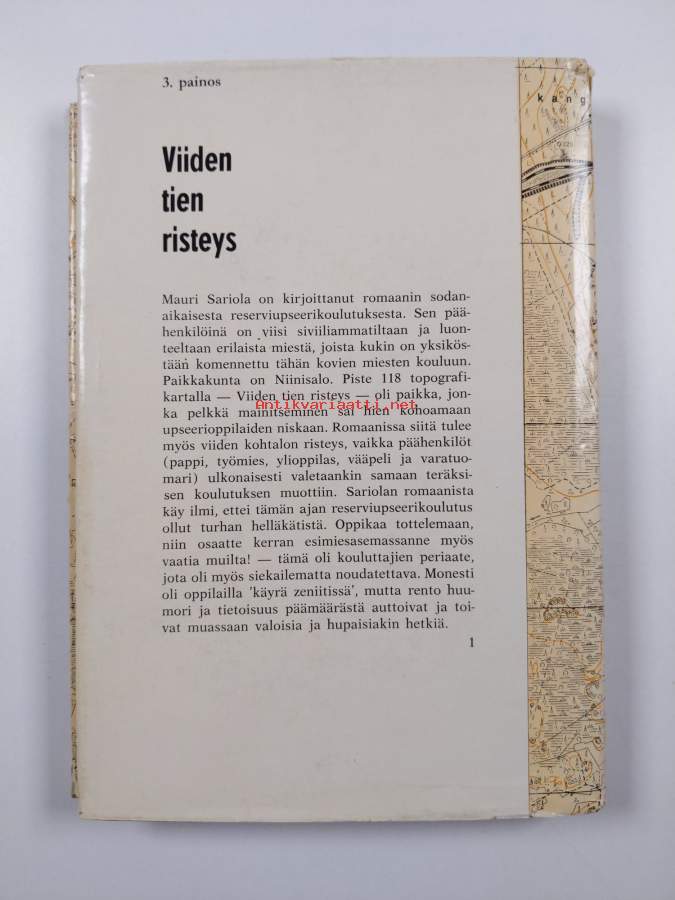 3. painos
kang
Viiden
tien
risteys
Mauri Sariola on kirjoittanut romaanin sodan-
aikaisesta reserviupseerikoulutuksesta. Sen pää-
henkilöinä on viisi siviiliammatiltaan ja luon-
teeltaan erilaista miestä, joista kukin on yksikös-
tään komennettu tähän kovien miesten kouluun.
Paikkakunta on Niinisalo. Piste 118 topografi-
kartalla — Viiden tien risteys — oli paikka, jon-
ka pelkkä mainitseminen sai hien kohoamaan
Antikvariaatti.net
upseerioppilaiden niskaan. Romaanissa siitä tulee
myös viiden kohtalon risteys, vaikka päähenkilöt
(pappi, työmies, ylioppilas, vääpeli ja varatuo-
mari) ulkonaisesti valetaankin samaan teräksi-
sen koulutuksen muottiin. Sariolan romaanista
käy ilmi, ettei tämän ajan reserviupseerikoulutus
ollut turhan helläkätistä. Oppikaa tottelemaan,
niin osaatte kerran esimiesasemassanne myös
vaatia muilta! — tämä oli kouluttajien periaate,
jota oli myös siekailematta noudatettava. Monesti
oli oppilailla 'käyrä zeniitissä', mutta rento huu-
mori ja tietoisuus päämäärästä auttoivat ja toi-
vat muassaan valoisia ja hupaisiakin hetkiä.
1